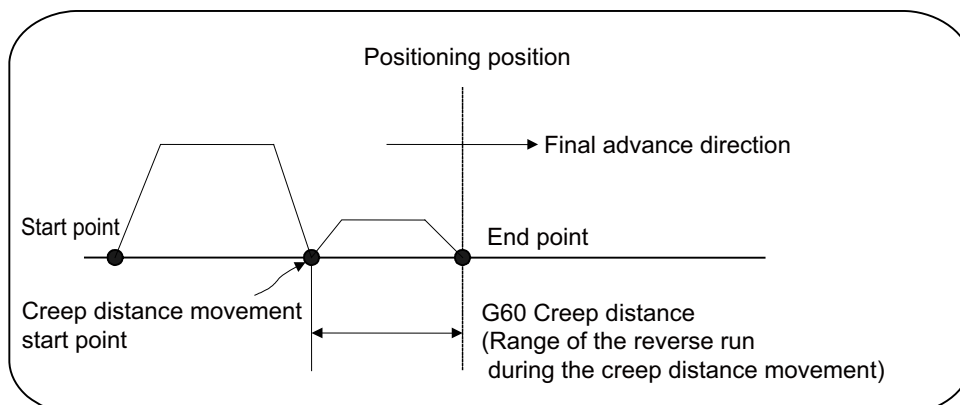 Positioning position
Final advance direction
Start point
End point
Creep distance movement
start point
G60 Creep distance
(Range of the reverse run
during the creep distance movement)